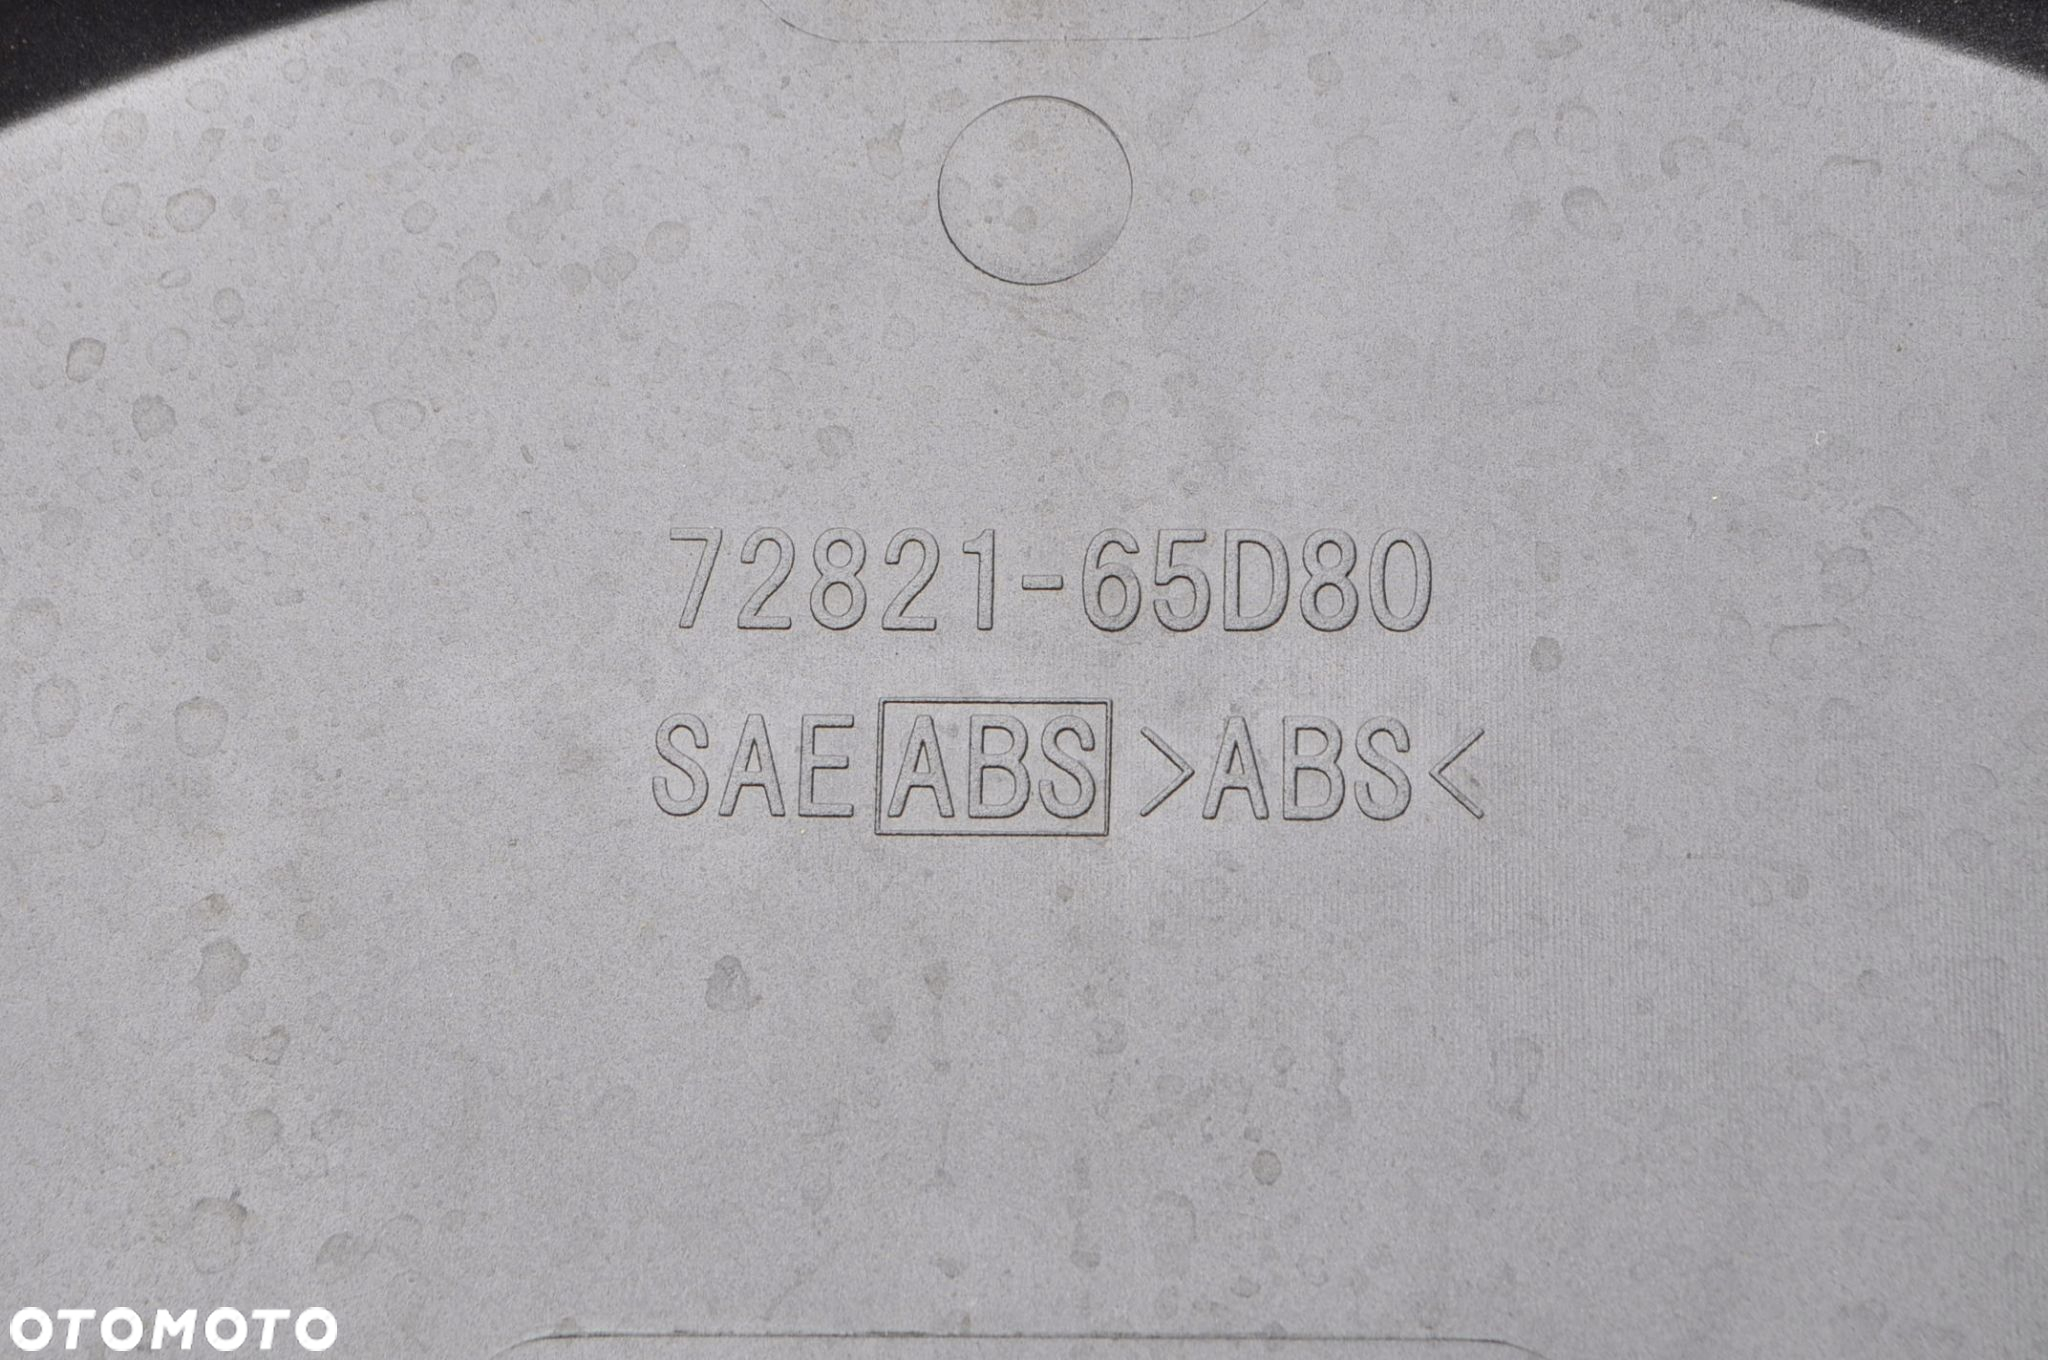 72821-65D80
SAE ABS >ABS<
OTOMOTO